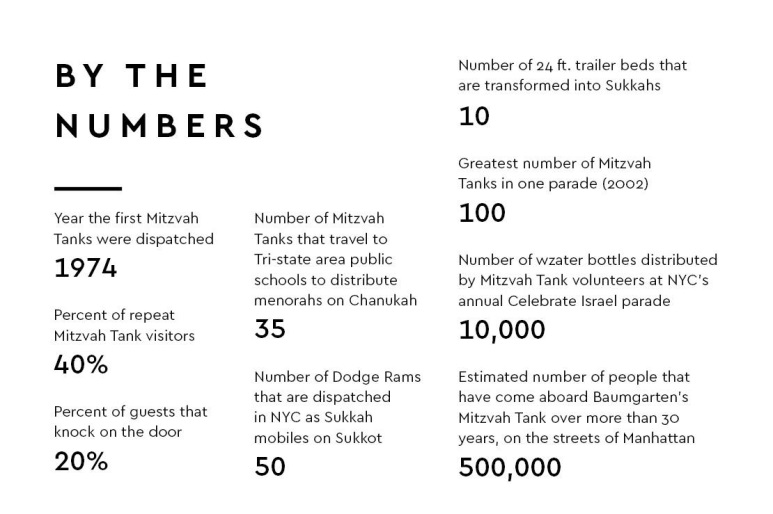 BY THE
NUMBERS
Year the first Mitzvah
Tanks were dispatched
1974
Percent of repeat
Mitzvah Tank visitors
40%
Percent of guests that
knock on the door
20%
Number of Mitzvah
Tanks that travel to
Tri-state area public
schools to distribute
menorahs on Chanukah
35
Number of Dodge Rams
that are dispatched
in NYC as Sukkah
mobiles on Sukkot
50
Number of 24 ft. trailer beds that
are transformed into Sukkahs
10
Greatest number of Mitzvah
Tanks in one parade (2002)
100
Number of wzater bottles distributed
by Mitzvah Tank volunteers at NYC's
annual Celebrate Israel parade
10,000
Estimated number of people that
have come aboard Baumgarten's
Mitzvah Tank over more than 30
years, on the streets of Manhattan
500,000